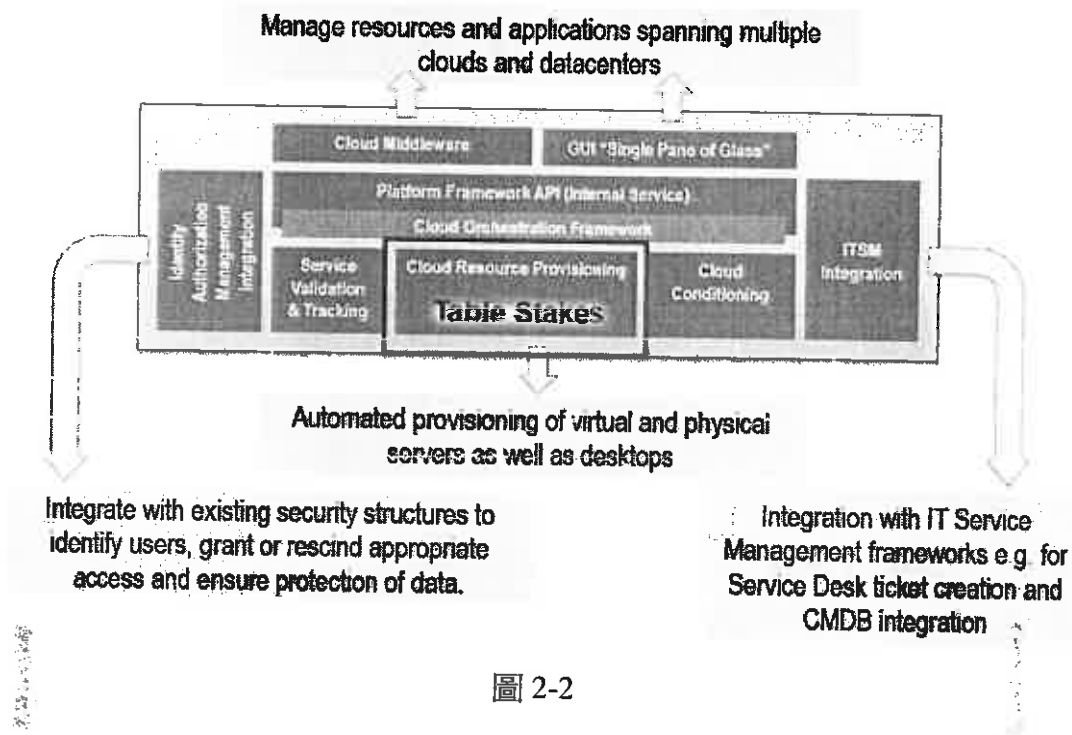 Manage resources and applications spanning multiple
clouds and datacenters
Cloud Middleware
GUI "Single Pane of Glass"
Platform Framework API (Internal Service)
Cloud Orchestration Framework
Identity
Authorization
Management
Integration
Service
Validation
& Tracking
Cloud Resource Provisioning
Table Stakes
Cloud
Conditioning
ITSM
Integration
Automated provisioning of virtual and physical
servers as well as desktops
Integrate with existing security structures to
identify users, grant or rescind appropriate
access and ensure protection of data.
Integration with IT Service
Management frameworks e.g. for
Service Desk ticket creation and
CMDB integration
圖 2-2